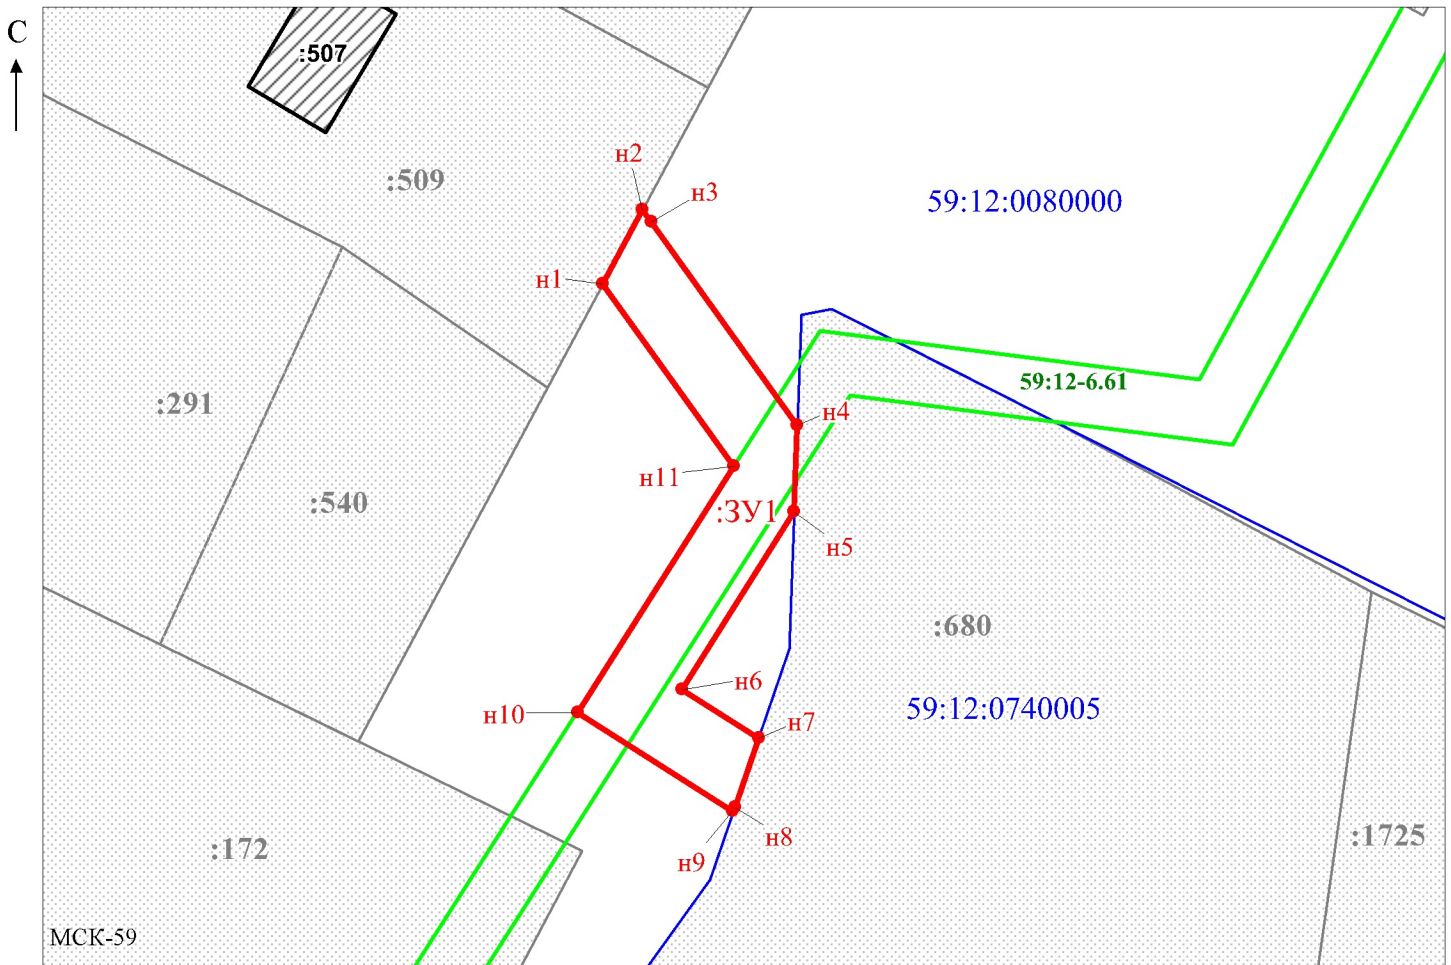 С
:507
н2
:509
н3
59:12:0080000
н1
59:12-6.61
:291
н4
н11
:540
:ЗУ1
н5
:680
н6
59:12:0740005
н10
н7
н8
:1725
:172
н9
МСК-59